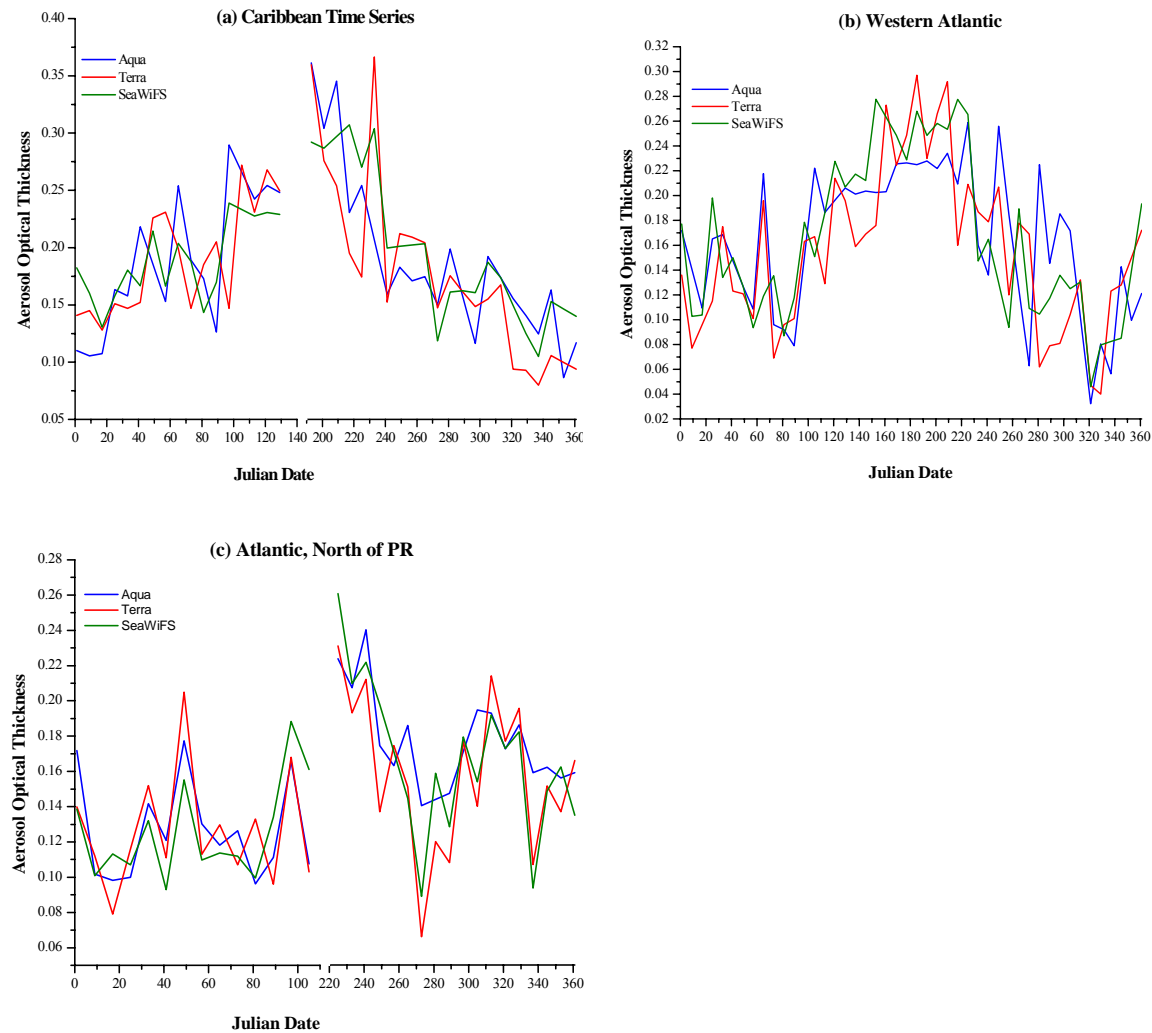 (a) Caribbean Time Series
0.40
0.35
0.30
0.25
0.20
0.15
0.10
0.05
Aerosol Optical Thickness
Aqua
Terra
SeaWiFS
0 20 40 60 80 100 120 140 200 220 240 260 280 300 320 340 360
Julian Date
(b) Western Atlantic
0.32
0.30
0.28
0.26
0.24
0.22
0.20
0.18
0.16
0.14
0.12
0.10
0.08
0.06
0.04
0.02
Aerosol Optical Thickness
Aqua
Terra
SeaWiFS
0 20 40 60 80 100 120 140 160 180 200 220 240 260 280 300 320 340 360
Julian Date
(c) Atlantic, North of PR
0.28
0.26
0.24
0.22
0.20
0.18
0.16
0.14
0.12
0.10
0.08
0.06
Aerosol Optical Thickness
Aqua
Terra
SeaWiFS
0 20 40 60 80 100 220 240 260 280 300 320 340 360
Julian Date